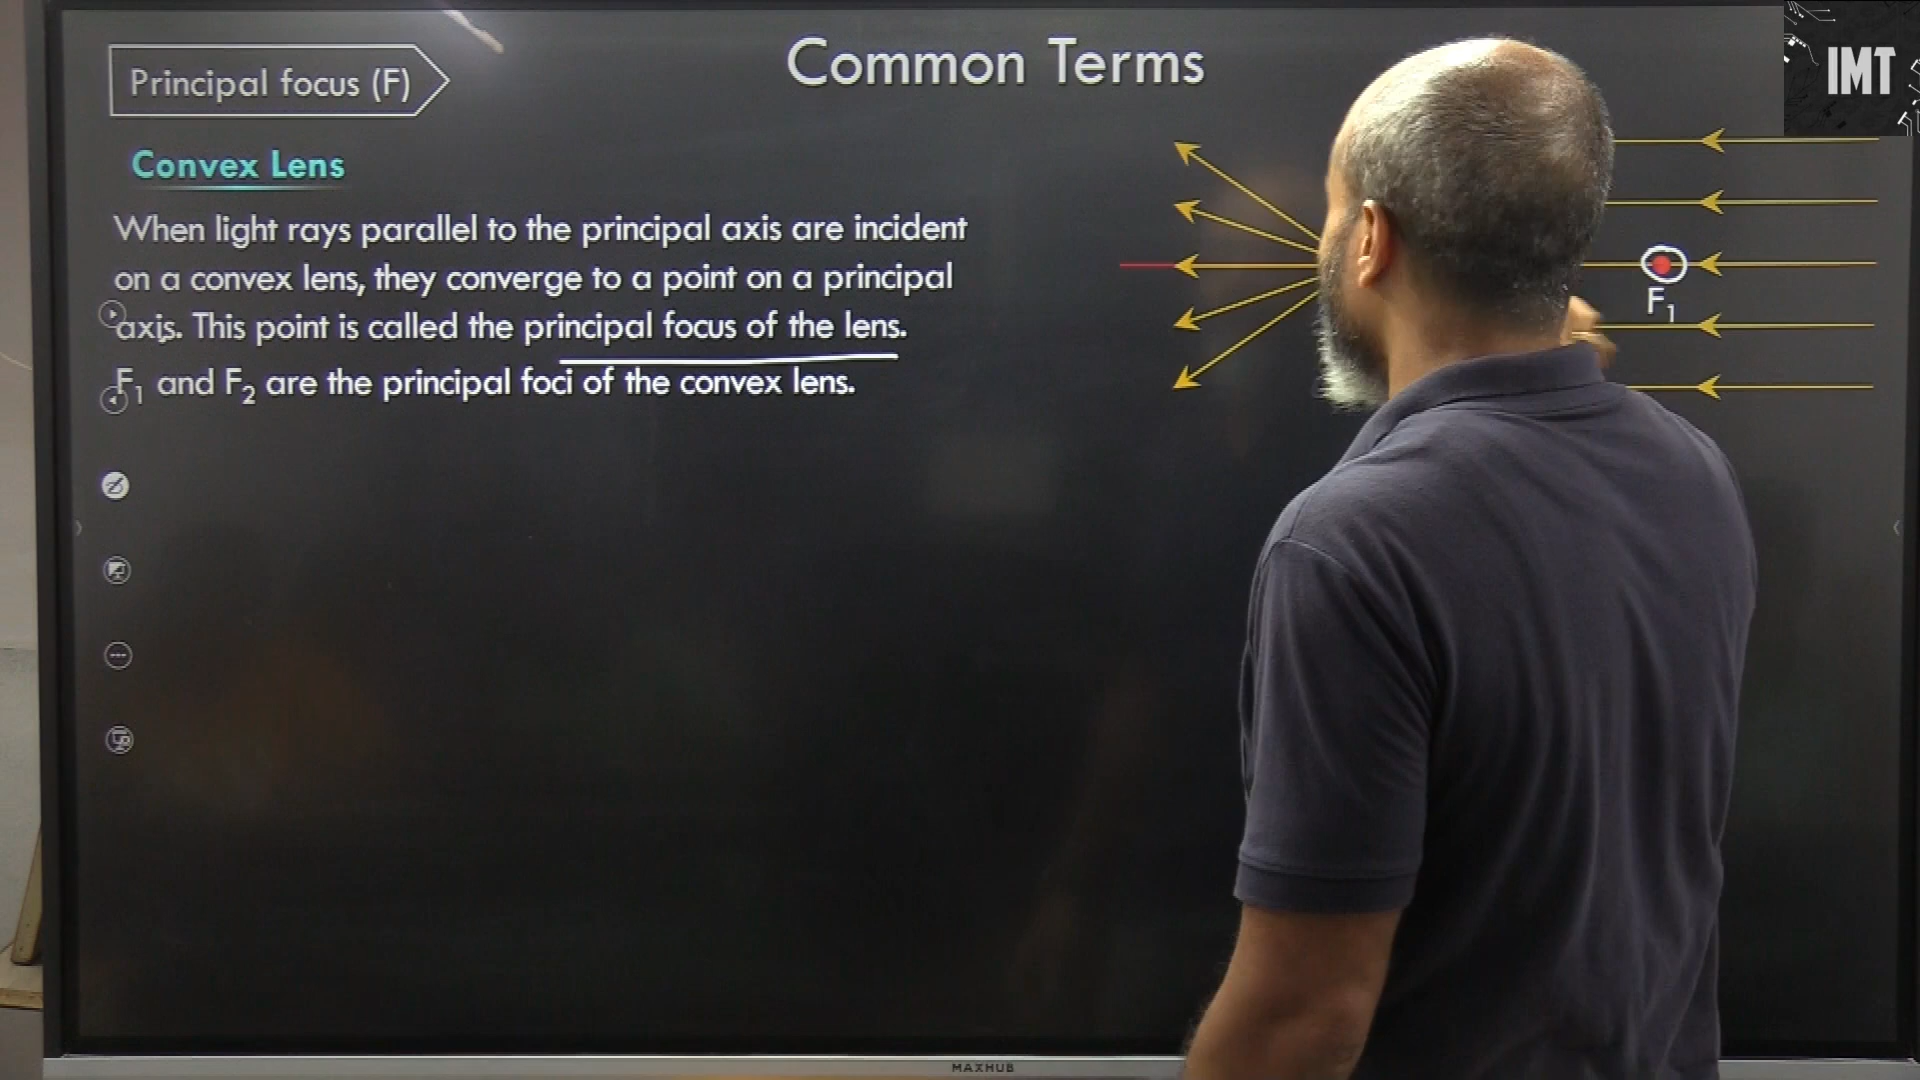 Common Terms
IMT
Principal focus (F)
Convex Lens
When light rays parallel to the principal axis are incident
on a convex lens, they converge to a point on a principal
axis. This point is called the principal focus of the lens.
F₁ and F₂ are the principal foci of the convex lens.
F₁
MAXHUB